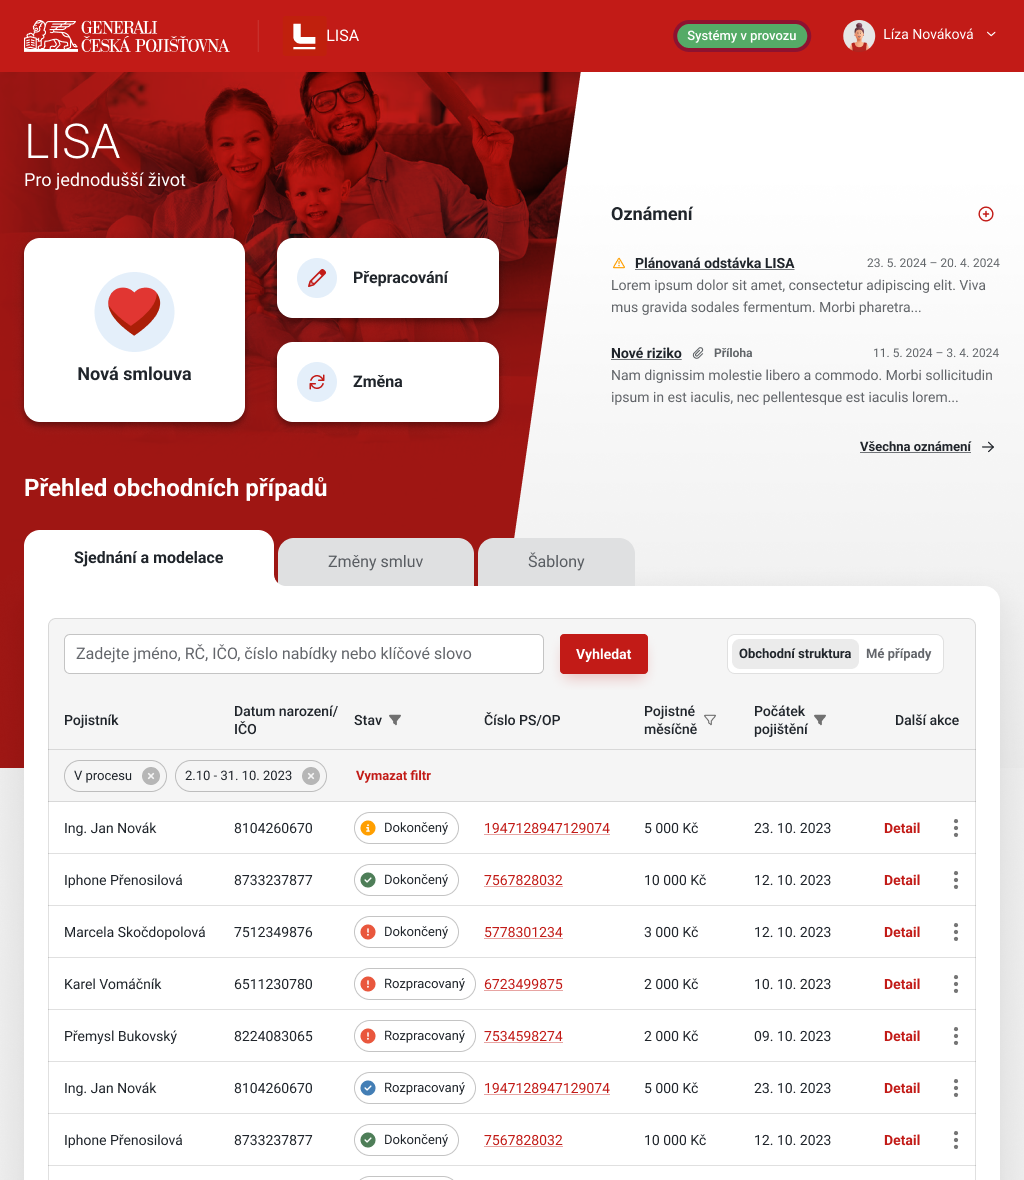 GENERALI
ČESKÁ POJIŠŤOVNA
LISA
Systémy v provozu
Líza Nováková
LISA
Pro jednodušší život
Nová smlouva
Přepracování
Změna
Oznámení
Plánovaná odstávka LISA 23. 5. 2024 – 20. 4. 2024
Lorem ipsum dolor sit amet, consectetur adipiscing elit. Viva
mus gravida sodales fermentum. Morbi pharetra...
Nové riziko Příloha 11. 5. 2024 – 3. 4. 2024
Nam dignissim molestie libero a commodo. Morbi sollicitudin
ipsum in est iaculis, nec pellentesque est iaculis lorem...
Všechna oznámení
Přehled obchodních případů
Sjednání a modelace
Změny smluv
Šablony
Zadejte jméno, RČ, IČO, číslo nabídky nebo klíčové slovo
Vyhledat
Obchodní struktura Mé případy
Pojistník
Datum narození/
IČO
Stav
Číslo PS/OP
Pojistné
měsíčně
Počátek
pojištění
Další akce
V procesu 2.10 - 31. 10. 2023 Vymazat filtr
Ing. Jan Novák 8104260670 Dokončený 1947128947129074 5 000 Kč 23. 10. 2023 Detail
Iphone Přenosilová 8733237877 Dokončený 7567828032 10 000 Kč 12. 10. 2023 Detail
Marcela Skočdopolová 7512349876 Dokončený 5778301234 3 000 Kč 12. 10. 2023 Detail
Karel Vomáčník 6511230780 Rozpracovaný 6723499875 2 000 Kč 10. 10. 2023 Detail
Přemysl Bukovský 8224083065 Rozpracovaný 7534598274 2 000 Kč 09. 10. 2023 Detail
Ing. Jan Novák 8104260670 Rozpracovaný 1947128947129074 5 000 Kč 23. 10. 2023 Detail
Iphone Přenosilová 8733237877 Dokončený 7567828032 10 000 Kč 12. 10. 2023 Detail